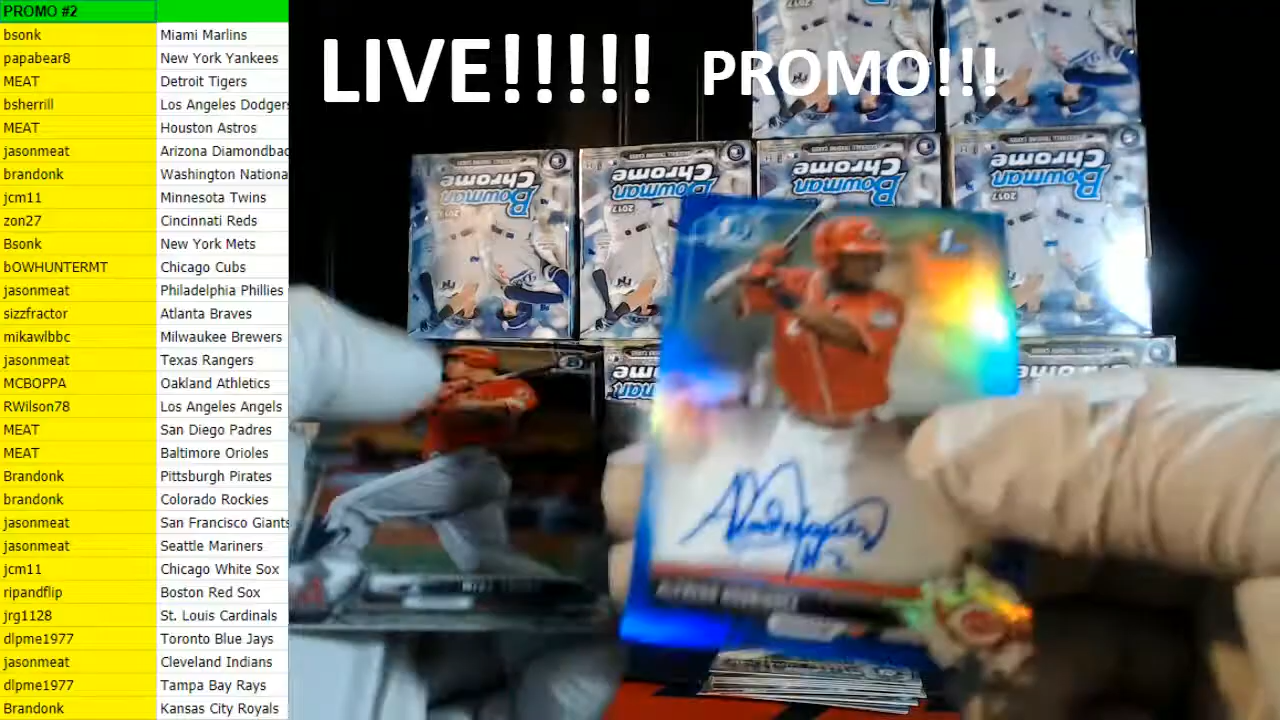 PROMO #2
bsonk Miami Marlins
papabear8 New York Yankees
MEAT Detroit Tigers
bsherrill Los Angeles Dodgers
MEAT Houston Astros
jasonmeat Arizona Diamondbac
brandonk Washington Nationa
jcm11 Minnesota Twins
zon27 Cincinnati Reds
Bsonk New York Mets
bOWHUNTERMT Chicago Cubs
jasonmeat Philadelphia Phillies
sizzfractor Atlanta Braves
mikawlbbc Milwaukee Brewers
jasonmeat Texas Rangers
MCBOPPA Oakland Athletics
RWilson78 Los Angeles Angels
MEAT San Diego Padres
MEAT Baltimore Orioles
Brandonk Pittsburgh Pirates
brandonk Colorado Rockies
jasonmeat San Francisco Giants
jasonmeat Seattle Mariners
jcm11 Chicago White Sox
ripandflip Boston Red Sox
jrg1128 St. Louis Cardinals
dlpme1977 Toronto Blue Jays
jasonmeat Cleveland Indians
dlpme1977 Tampa Bay Rays
Brandonk Kansas City Royals
LIVE!!!!! PROMO!!!
Bowman Chrome
2017
Bowman Chrome
2017
Bowman Chrome
2017
Bowman Chrome
2017
1st